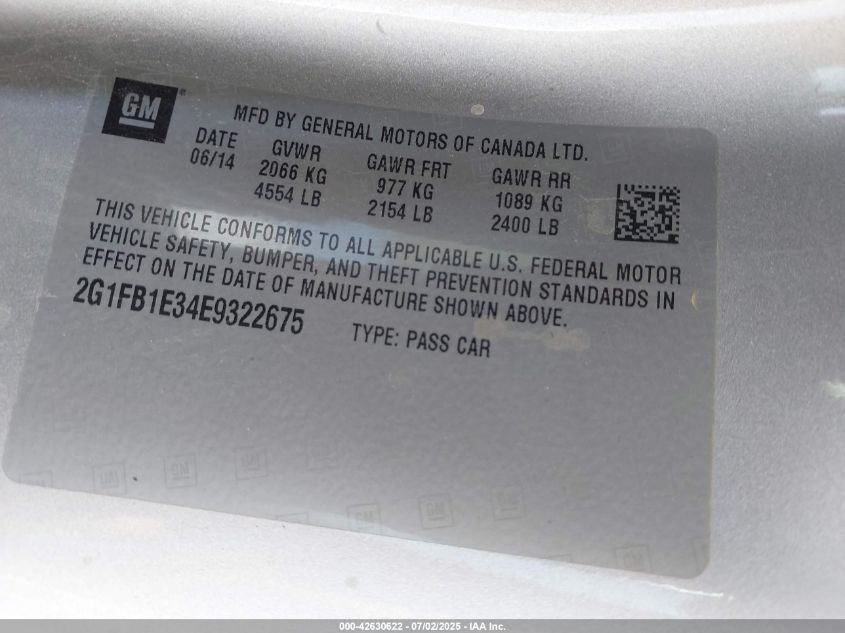 GM
MFD BY GENERAL MOTORS OF CANADA LTD.
DATE GVWR GAWR FRT GAWR RR
06/14 2066 KG 977 KG 1089 KG
4554 LB 2154 LB 2400 LB
THIS VEHICLE CONFORMS TO ALL APPLICABLE U.S. FEDERAL MOTOR
VEHICLE SAFETY, BUMPER, AND THEFT PREVENTION STANDARDS IN
EFFECT ON THE DATE OF MANUFACTURE SHOWN ABOVE.
2G1FB1E34E9322675 TYPE: PASS CAR
000-42630622 - 07/02/2025 - IAA Inc.